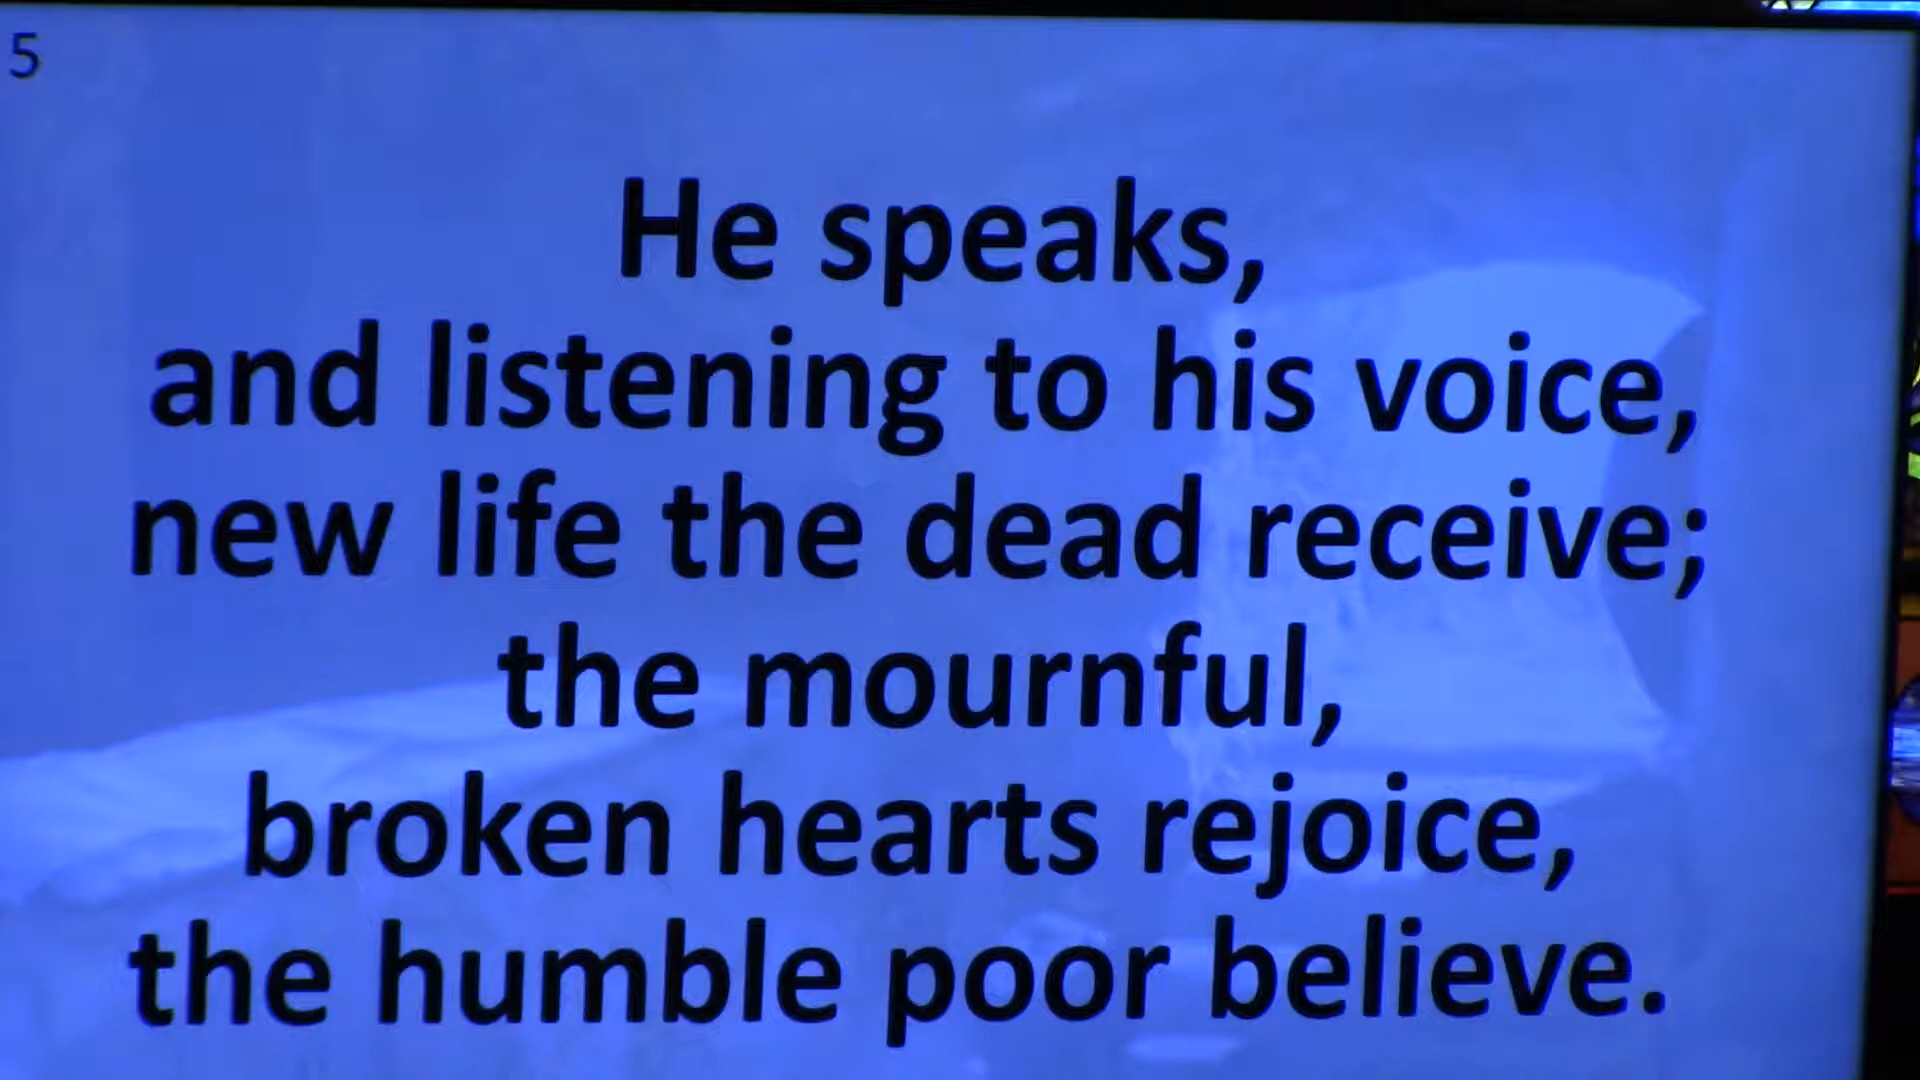 5
He speaks,
and listening to his voice,
new life the dead receive;
the mournful,
broken hearts rejoice,
the humble poor believe.